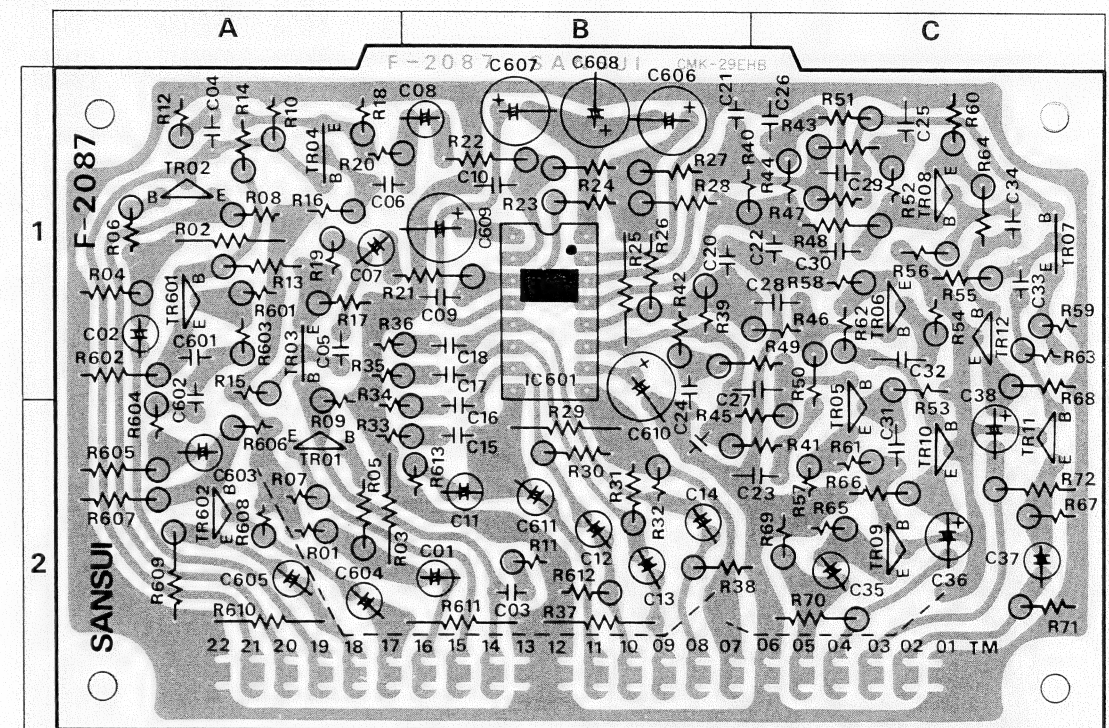 A B C
F-2087 SANSUI CMK-29EHB
C607 C608 C606
R12 C04 R14 R10 R18 C08 C21 C26 R51 C25 R60
R43
TR04 E B R20 R22 C10 R27 R40 R44 R64
TR02 B E
F-2087
C06 R24 R28 C29 R52 TR08 E B C34
R08 R16 R23 R47
1
R06 R02 C609 R25 R26 C20 C22 R48 C30 B E TR07
R19 C07 R42 R56
R04 R13 R21 C28 R58 R55 C33
TR601 B E R601 R17 C09 R39 R46 R62 TR06 E B R54 R59
C02 C601 R603 TR03 E B C05 R36 C18 TR12 E C
R602 R35 C17 R49 R50 C32 R63
R15 IC601 C27 R53 C38 R68
C602 R34 C16 C24 R45 TR05 E B
R604 R09 R29 C610 C31
R606 E B TR01 R33 C15 R41 R61 TR10 B E TR11 B E
R605 C603 R05 R613 R30 C23 R66 R72
R07 R31 R57 R67
R607 TR602 B E R608 C11 C611 R32 C14 R69 R65
R01 R03 C12 TR09 B E
2
SANSUI
R609 C605 C604 C01 R11 R612 C13 R38 C35 C36 C37
C03
R610 R611 R37 R70 R71
22 21 20 19 18 17 16 15 14 13 12 11 10 09 08 07 06 05 04 03 02 01 TM